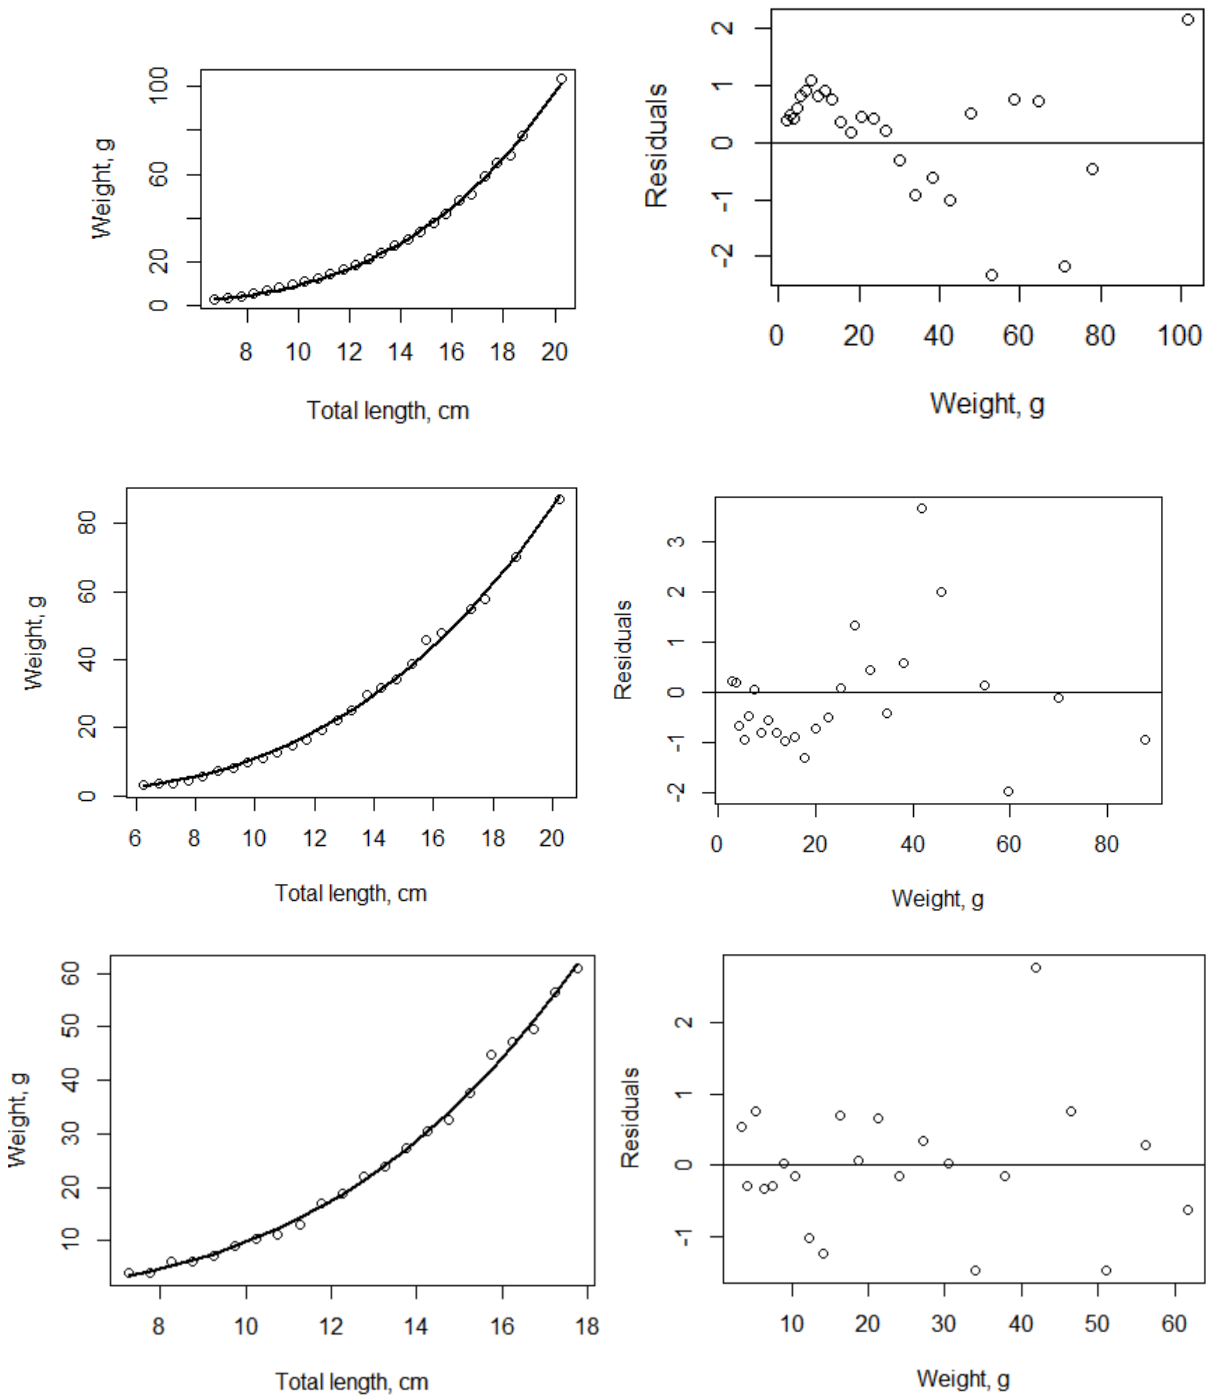 Weight, g
0 20 60 100
8 10 12 14 16 18 20
Total length, cm
Residuals
-2 -1 0 1 2
0 20 40 60 80 100
Weight, g
Weight, g
0 20 40 60 80
6 8 10 12 14 16 18 20
Total length, cm
Residuals
-2 -1 0 1 2 3
0 20 40 60 80
Weight, g
Weight, g
10 20 30 40 50 60
8 10 12 14 16 18
Total length, cm
Residuals
-1 0 1 2
10 20 30 40 50 60
Weight, g